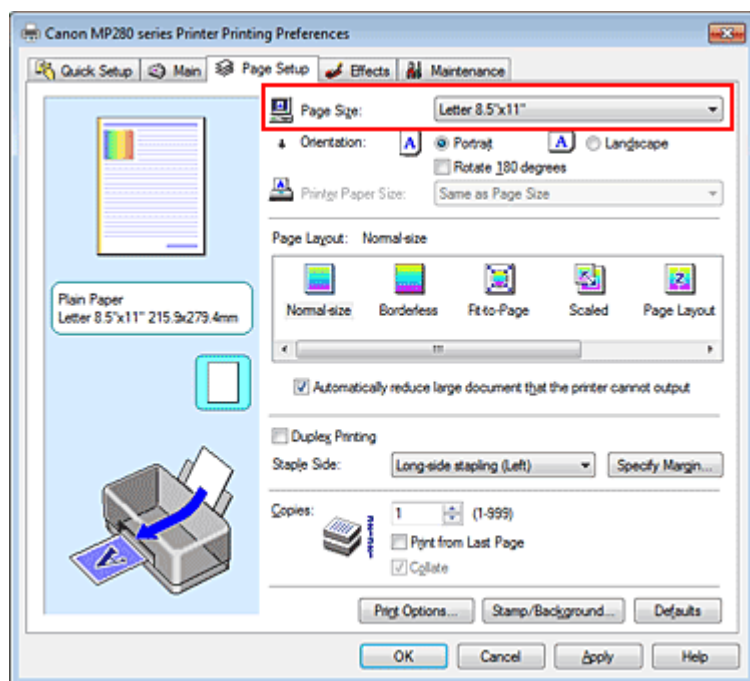 Canon MP280 series Printer Printing Preferences
Quick Setup Main Page Setup Effects Maintenance
Page Size: Letter 8.5"x11"
Orientation: A Portrait A Landscape
Rotate 180 degrees
Printer Paper Size: Same as Page Size
Page Layout: Normal-size
Normal-size Borderless Fit-to-Page Scaled Page Layout
Plain Paper
Letter 8.5"x11" 215.9x279.4mm
Automatically reduce large document that the printer cannot output
Duplex Printing
Staple Side: Long-side stapling (Left) Specify Margin...
Copies: 1 (1-999)
Print from Last Page
Collate
Print Options... Stamp/Background... Defaults
OK Cancel Apply Help